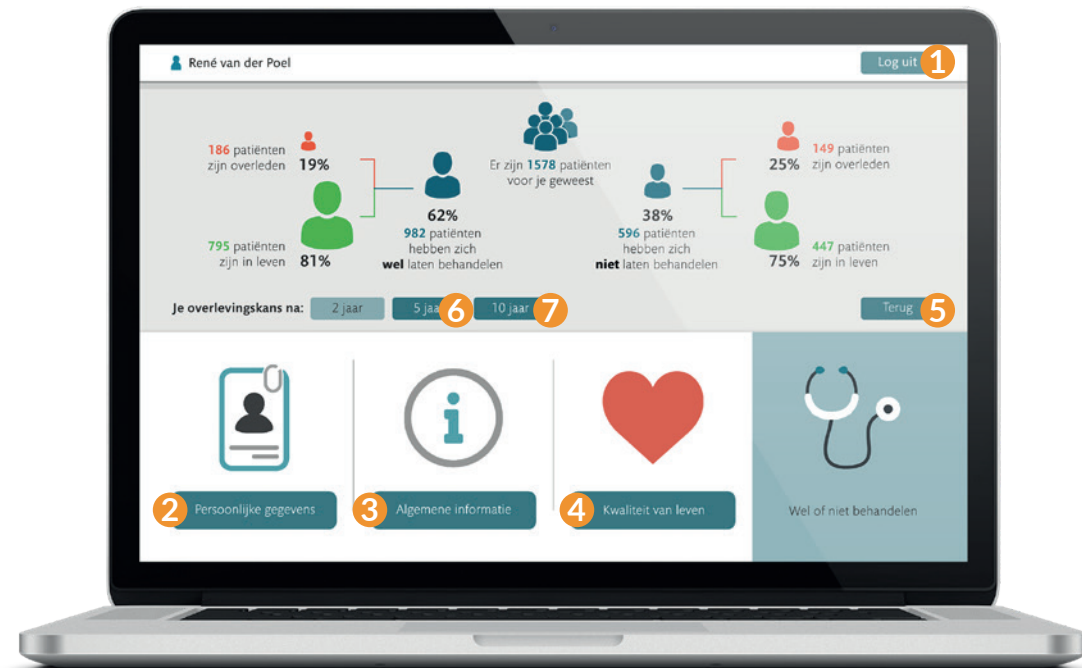 René van der Poel
Log uit 1
186 patiënten
zijn overleden 19%
795 patiënten
zijn in leven 81%
62%
982 patiënten
hebben zich
wel laten behandelen
Er zijn 1578 patiënten
voor je geweest
38%
596 patiënten
hebben zich
niet laten behandelen
149 patiënten
25% zijn overleden
447 patiënten
75% zijn in leven
Je overlevingskans na: 2 jaar 5 jaa 6 10 jaar 7
Terug 5
2 Persoonlijke gegevens
3 Algemene informatie
4 Kwaliteit van leven
Wel of niet behandelen